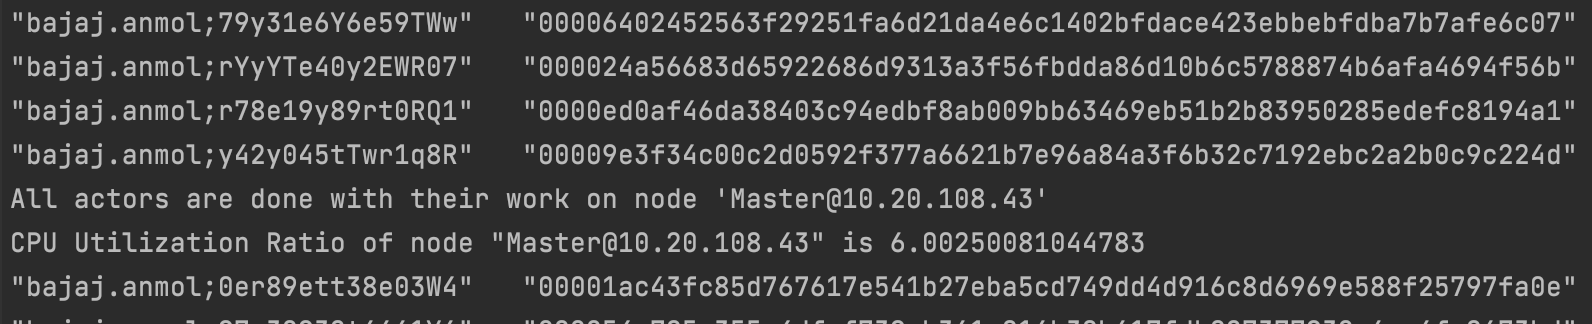 "bajaj.anmol;79y31e6Y6e59TWw" "00006402452563f29251fa6d21da4e6c1402bfdace423ebbebfdba7b7afe6c07"
"bajaj.anmol;rYyYTe40y2EWR07" "000024a56683d65922686d9313a3f56fbdda86d10b6c5788874b6afa4694f56b"
"bajaj.anmol;r78e19y89rt0RQ1" "0000ed0af46da38403c94edbf8ab009bb63469eb51b2b83950285edefc8194a1"
"bajaj.anmol;y42y045tTwr1q8R" "00009e3f34c00c2d0592f377a6621b7e96a84a3f6b32c7192ebc2a2b0c9c224d"
All actors are done with their work on node 'Master@10.20.108.43'
CPU Utilization Ratio of node "Master@10.20.108.43" is 6.00250081044783
"bajaj.anmol;0er89ett38e03W4" "00001ac43fc85d767617e541b27eba5cd749dd4d916c8d6969e588f25797fa0e"